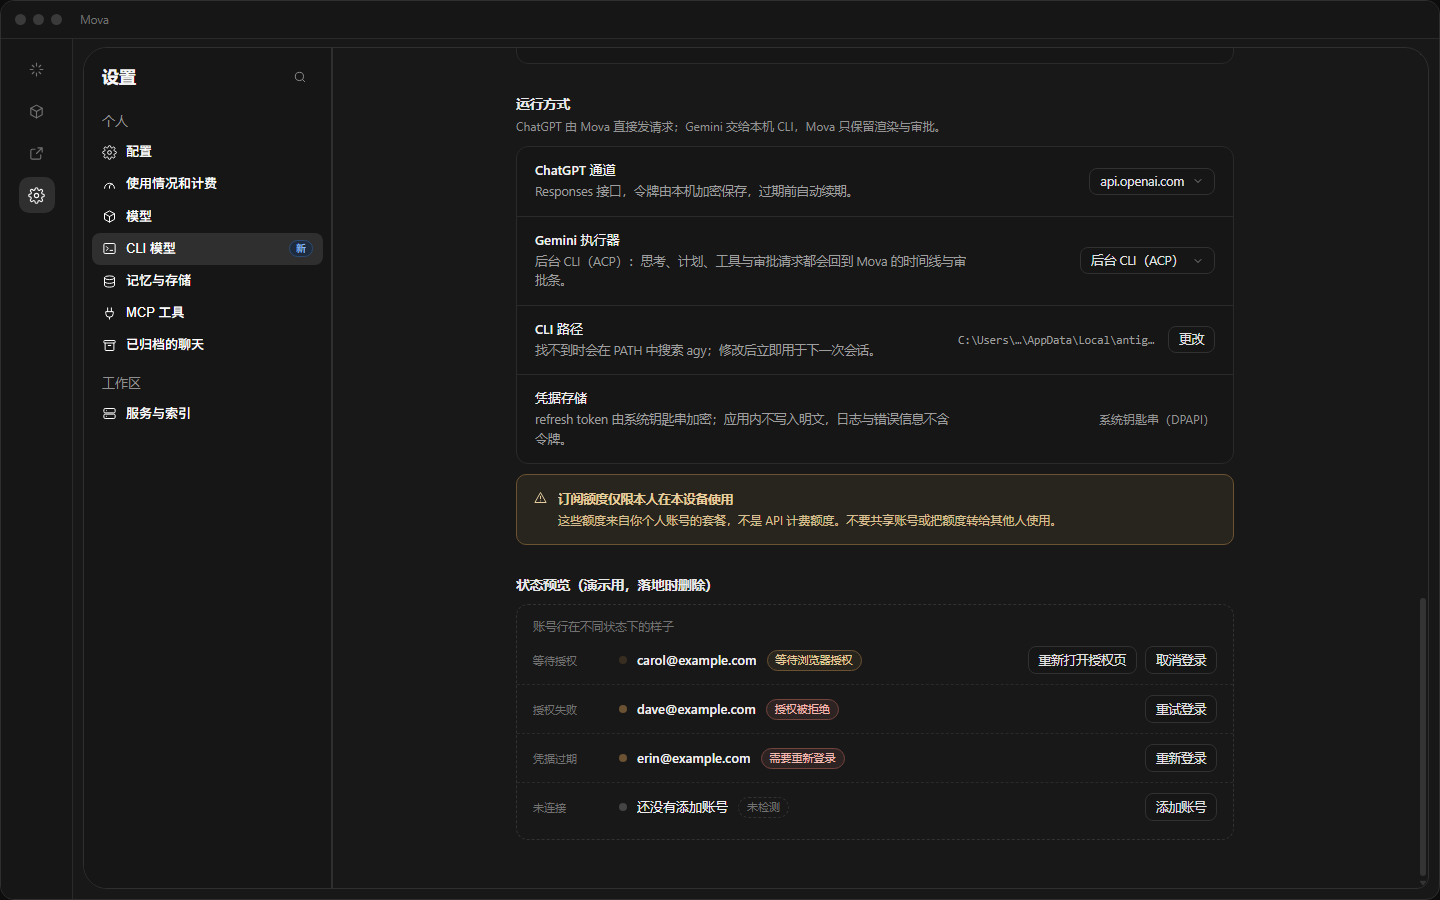 Mova
设置
个人
配置
使用情况和计费
模型
CLI 模型
新
记忆与存储
MCP 工具
已归档的聊天
工作区
服务与索引
运行方式
ChatGPT 由 Mova 直接发请求；Gemini 交给本机 CLI，Mova 只保留渲染与审批。
ChatGPT 通道
Responses 接口，令牌由本机加密保存，过期前自动续期。
api.openai.com
Gemini 执行器
后台 CLI（ACP）：思考、计划、工具与审批请求都会回到 Mova 的时间线与审
批条。
后台 CLI（ACP）
CLI 路径
找不到时会在 PATH 中搜索 agy；修改后立即用于下一次会话。
C:\Users\…\AppData\Local\antig…
更改
凭据存储
refresh token 由系统钥匙串加密；应用内不写入明文，日志与错误信息不含
令牌。
系统钥匙串（DPAPI）
订阅额度仅限本人在本设备使用
这些额度来自你个人账号的套餐，不是 API 计费额度。不要共享账号或把额度转给其他人使用。
状态预览（演示用，落地时删除）
账号行在不同状态下的样子
等待授权
carol@example.com
等待浏览器授权
重新打开授权页
取消登录
授权失败
dave@example.com
授权被拒绝
重试登录
凭据过期
erin@example.com
需要重新登录
重新登录
未连接
还没有添加账号
未检测
添加账号